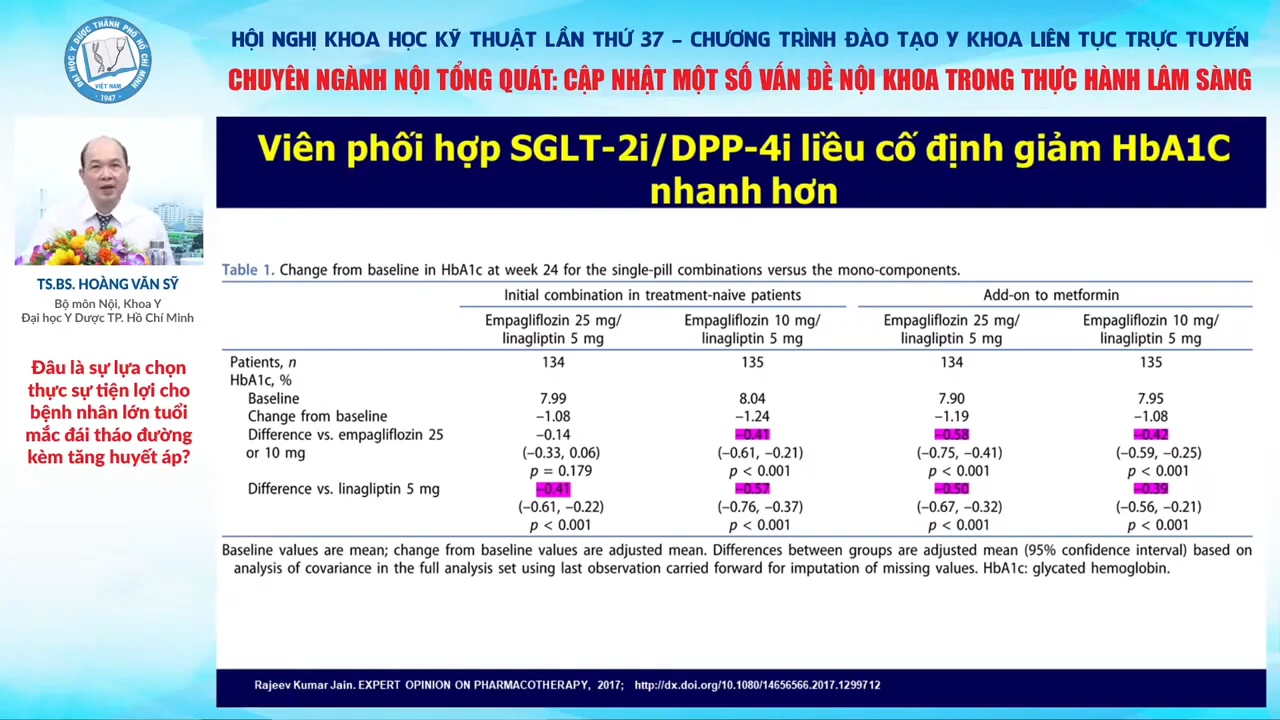 ĐẠI HỌC Y DƯỢC THÀNH PHỐ HỒ CHÍ MINH
VIỆT NAM
1947
HỘI NGHỊ KHOA HỌC KỸ THUẬT LẦN THỨ 37 – CHƯƠNG TRÌNH ĐÀO TẠO Y KHOA LIÊN TỤC TRỰC TUYẾN
CHUYÊN NGÀNH NỘI TỔNG QUÁT: CẬP NHẬT MỘT SỐ VẤN ĐỀ NỘI KHOA TRONG THỰC HÀNH LÂM SÀNG
TS.BS. HOÀNG VĂN SỸ
Bộ môn Nội, Khoa Y
Đại học Y Dược TP. Hồ Chí Minh
Đâu là sự lựa chọn
thực sự tiện lợi cho
bệnh nhân lớn tuổi
mắc đái tháo đường
kèm tăng huyết áp?
Viên phối hợp SGLT-2i/DPP-4i liều cố định giảm HbA1C
nhanh hơn
Table 1. Change from baseline in HbA1c at week 24 for the single-pill combinations versus the mono-components.
Initial combination in treatment-naive patients Add-on to metformin
Empagliflozin 25 mg/ Empagliflozin 10 mg/ Empagliflozin 25 mg/ Empagliflozin 10 mg/
linagliptin 5 mg linagliptin 5 mg linagliptin 5 mg linagliptin 5 mg
Patients, n 134 135 134 135
HbA1c, %
Baseline 7.99 8.04 7.90 7.95
Change from baseline −1.08 −1.24 −1.19 −1.08
Difference vs. empagliflozin 25 −0.14 −0.41 −0.58 −0.42
or 10 mg (−0.33, 0.06) (−0.61, −0.21) (−0.75, −0.41) (−0.59, −0.25)
p = 0.179 p < 0.001 p < 0.001 p < 0.001
Difference vs. linagliptin 5 mg −0.41 −0.57 −0.50 −0.39
(−0.61, −0.22) (−0.76, −0.37) (−0.67, −0.32) (−0.56, −0.21)
p < 0.001 p < 0.001 p < 0.001 p < 0.001
Baseline values are mean; change from baseline values are adjusted mean. Differences between groups are adjusted mean (95% confidence interval) based on
analysis of covariance in the full analysis set using last observation carried forward for imputation of missing values. HbA1c: glycated hemoglobin.
Rajeev Kumar Jain. EXPERT OPINION ON PHARMACOTHERAPY, 2017; http://dx.doi.org/10.1080/14656566.2017.1299712